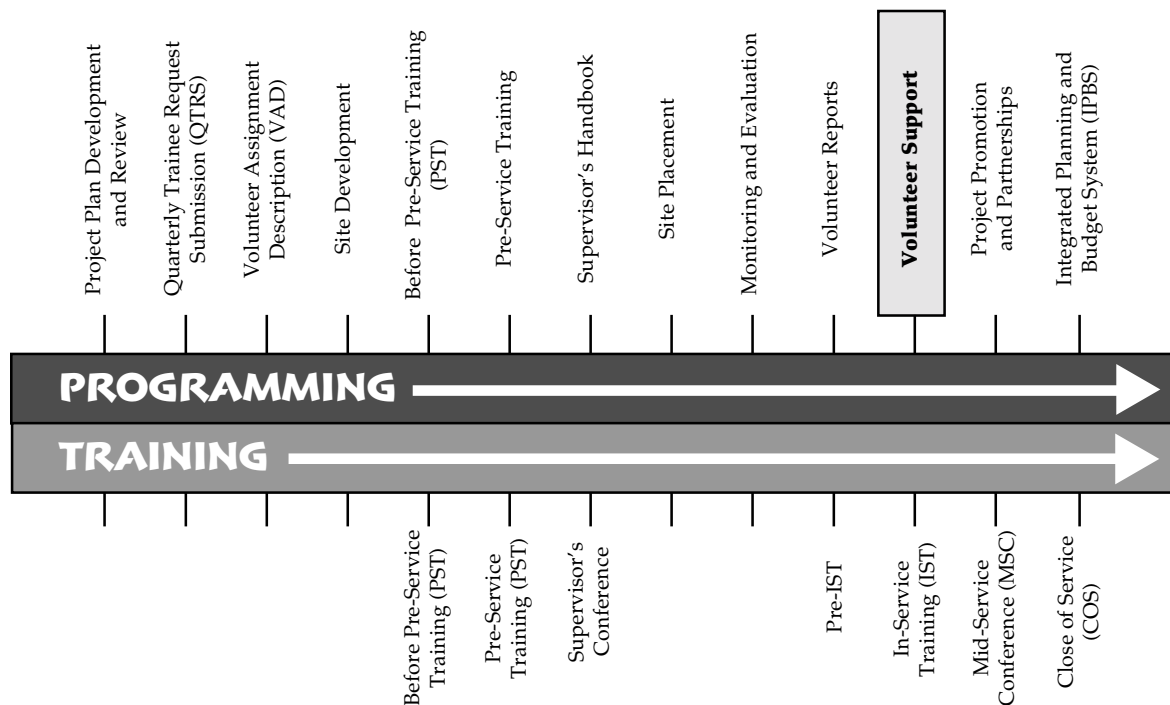 Project Plan Development
and Review
Quarterly Trainee Request
Submission (QTRS)
Volunteer Assignment
Description (VAD)
Site Development
Before Pre-Service Training
(PST)
Pre-Service Training
Supervisor's Handbook
Site Placement
Monitoring and Evaluation
Volunteer Reports
Volunteer Support
Project Promotion
and Partnerships
Integrated Planning and
Budget System (IPBS)
PROGRAMMING
TRAINING
Before Pre-Service
Training (PST)
Pre-Service
Training (PST)
Supervisor's
Conference
Pre-IST
In-Service
Training (IST)
Mid-Service
Conference (MSC)
Close of Service
(COS)